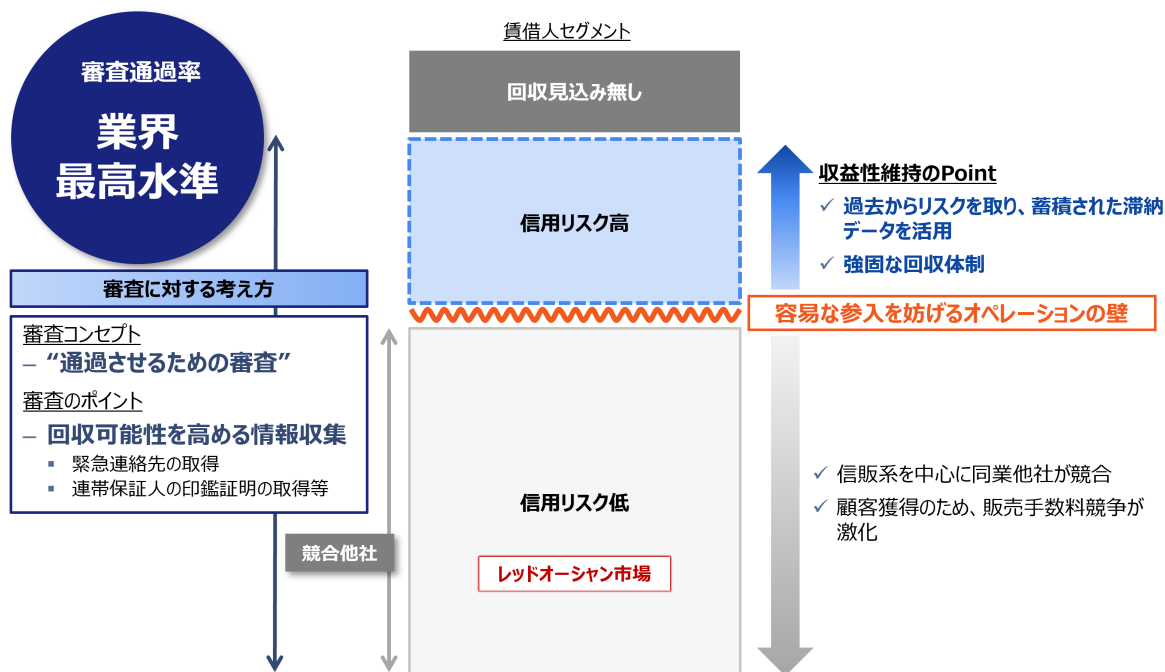 審査通過率
業界
最高水準
審査に対する考え方
審査コンセプト
– “通過させるための審査”
審査のポイント
– 回収可能性を高める情報収集
▪ 緊急連絡先の取得
▪ 連帯保証人の印鑑証明の取得等
競合他社
賃借人セグメント
回収見込み無し
信用リスク高
信用リスク低
レッドオーシャン市場
収益性維持のPoint
✓ 過去からリスクを取り、蓄積された滞納
データを活用
✓ 強固な回収体制
容易な参入を妨げるオペレーションの壁
✓ 信販系を中心に同業他社が競合
✓ 顧客獲得のため、販売手数料競争が
激化